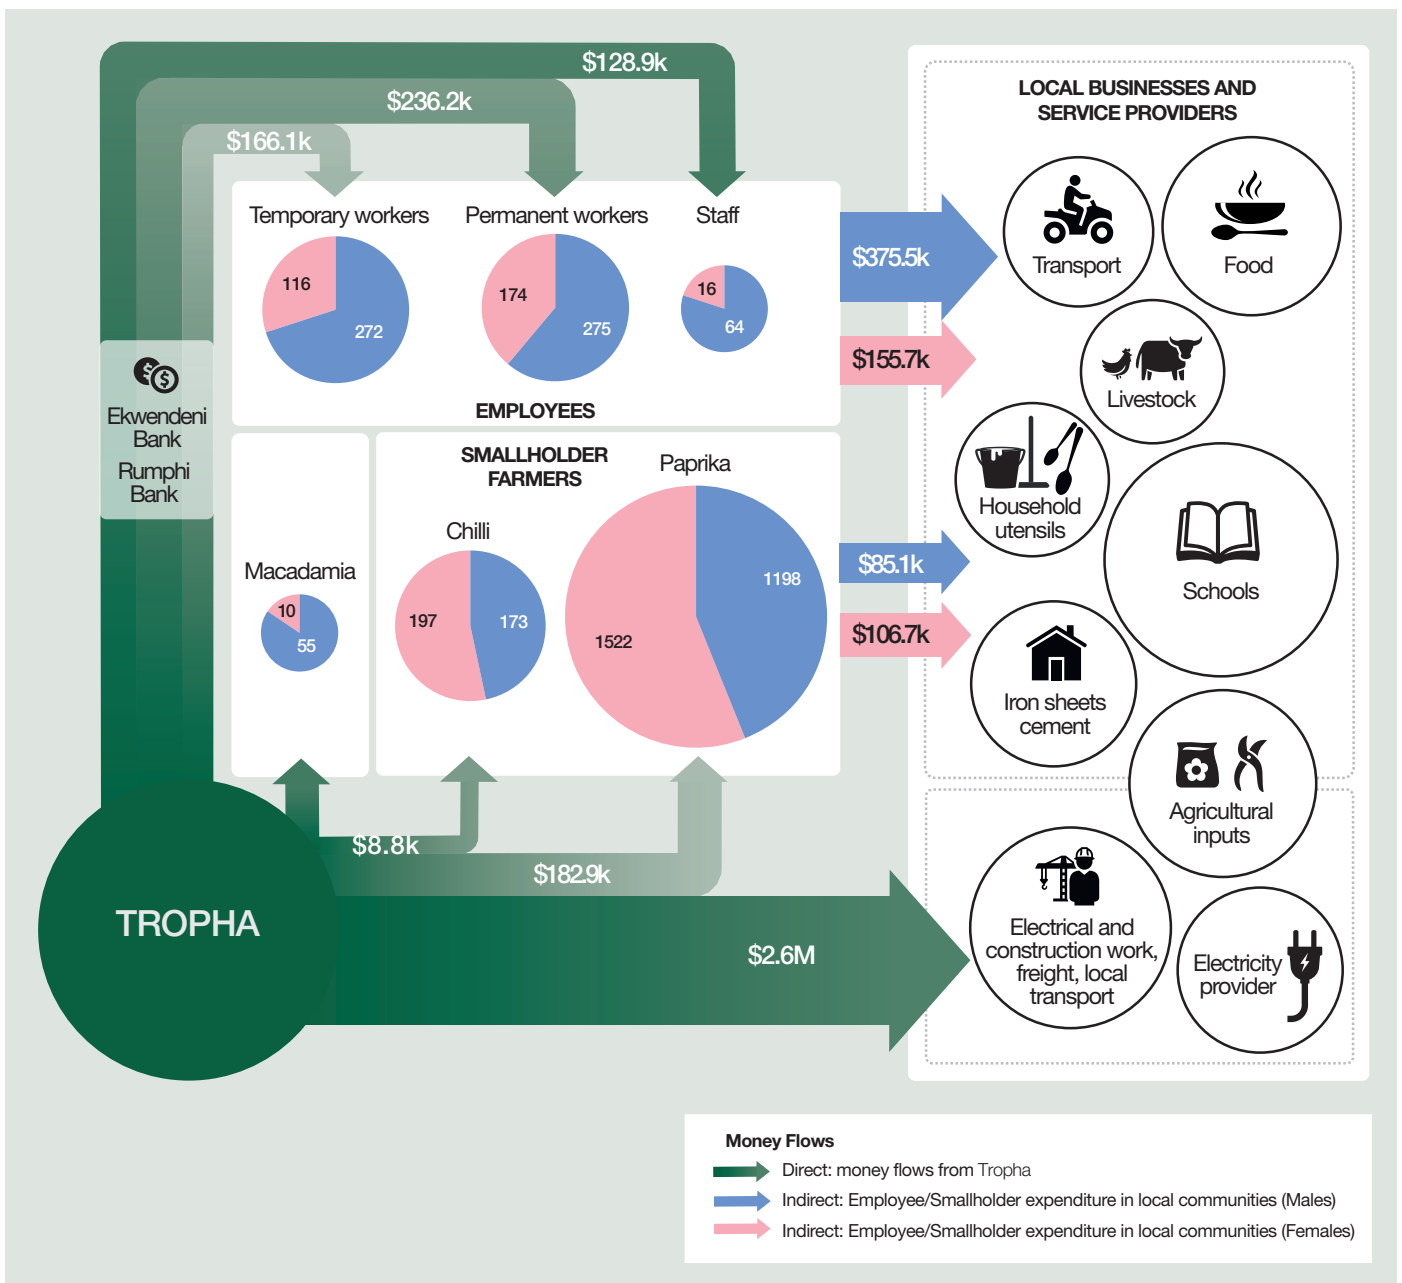 $128.9k
$236.2k
$166.1k
Temporary workers
116
272
Permanent workers
174
275
Staff
16
64
EMPLOYEES
Ekwendeni
Bank
Rumphi
Bank
SMALLHOLDER
FARMERS
Macadamia
10
55
Chilli
197
173
Paprika
1522
1198
$375.5k
$155.7k
$85.1k
$106.7k
LOCAL BUSINESSES AND
SERVICE PROVIDERS
Transport
Food
Livestock
Household
utensils
Schools
Iron sheets
cement
Agricultural
inputs
Electrical and
construction work,
freight, local
transport
Electricity
provider
TROPHA
$8.8k
$182.9k
$2.6M
Money Flows
Direct: money flows from Tropha
Indirect: Employee/Smallholder expenditure in local communities (Males)
Indirect: Employee/Smallholder expenditure in local communities (Females)